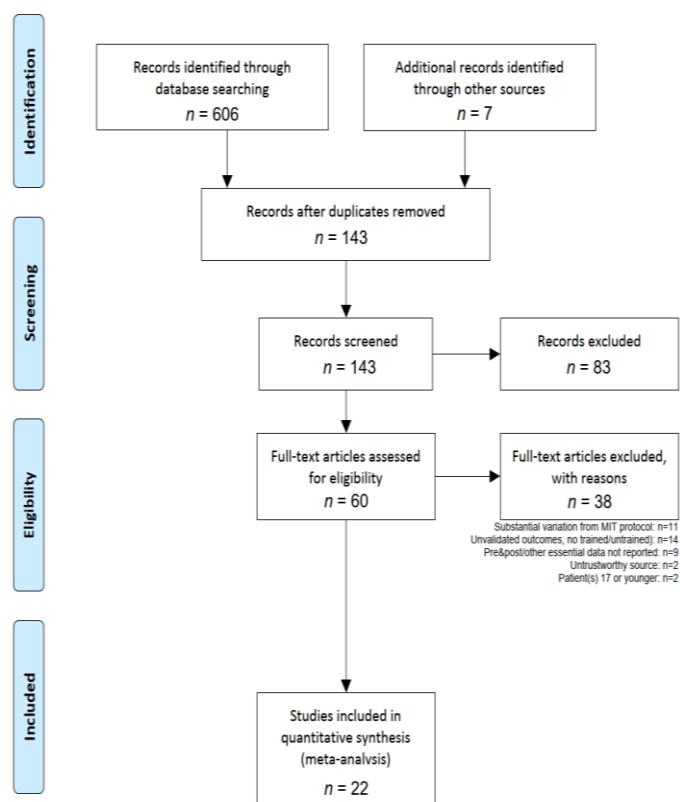 Identification
Records identified through
database searching
n = 606
Additional records identified
through other sources
n = 7
Records after duplicates removed
n = 143
Screening
Records screened
n = 143
Records excluded
n = 83
Eligibility
Full-text articles assessed
for eligibility
n = 60
Full-text articles excluded,
with reasons
n = 38
Substantial variation from MIT protocol: n=11
Unvalidated outcomes, no trained/untrained): n=14
Pre&post/other essential data not reported: n=9
Untrustworthy source: n=2
Patient(s) 17 or younger: n=2
Included
Studies included in
quantitative synthesis
(meta-analysis)
n = 22